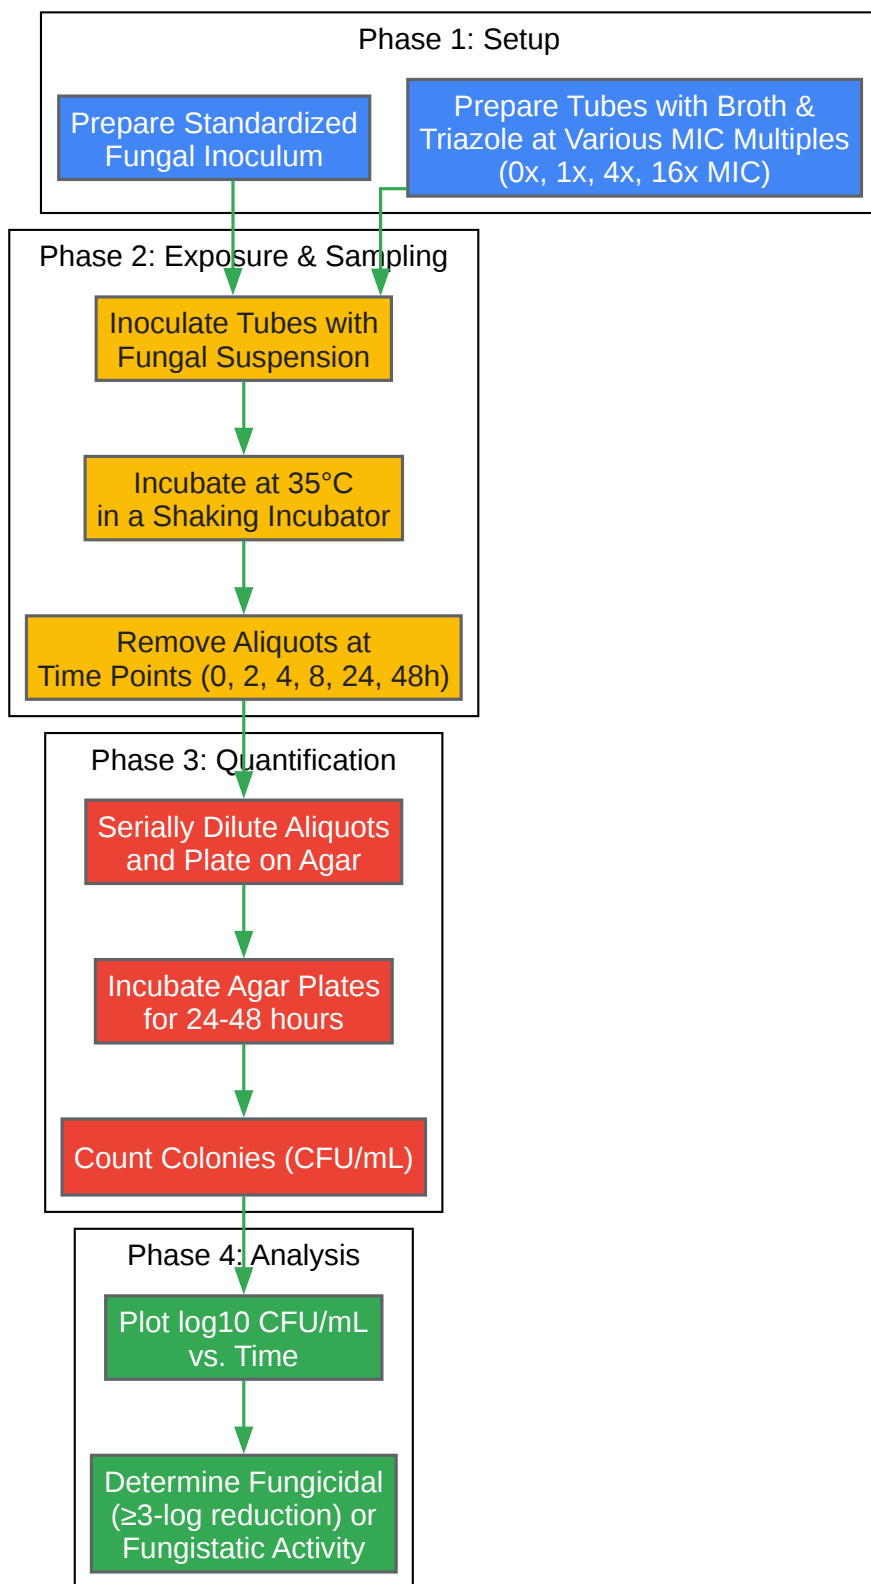 Phase 1: Setup
Prepare Standardized
Fungal Inoculum
Prepare Tubes with Broth &
Triazole at Various MIC Multiples
(0x, 1x, 4x, 16x MIC)
Phase 2: Exposure & Sampling
Inoculate Tubes with
Fungal Suspension
Incubate at 35°C
in a Shaking Incubator
Remove Aliquots at
Time Points (0, 2, 4, 8, 24, 48h)
Phase 3: Quantification
Serially Dilute Aliquots
and Plate on Agar
Incubate Agar Plates
for 24-48 hours
Count Colonies (CFU/mL)
Phase 4: Analysis
Plot log10 CFU/mL
vs. Time
Determine Fungicidal
(≥3-log reduction) or
Fungistatic Activity